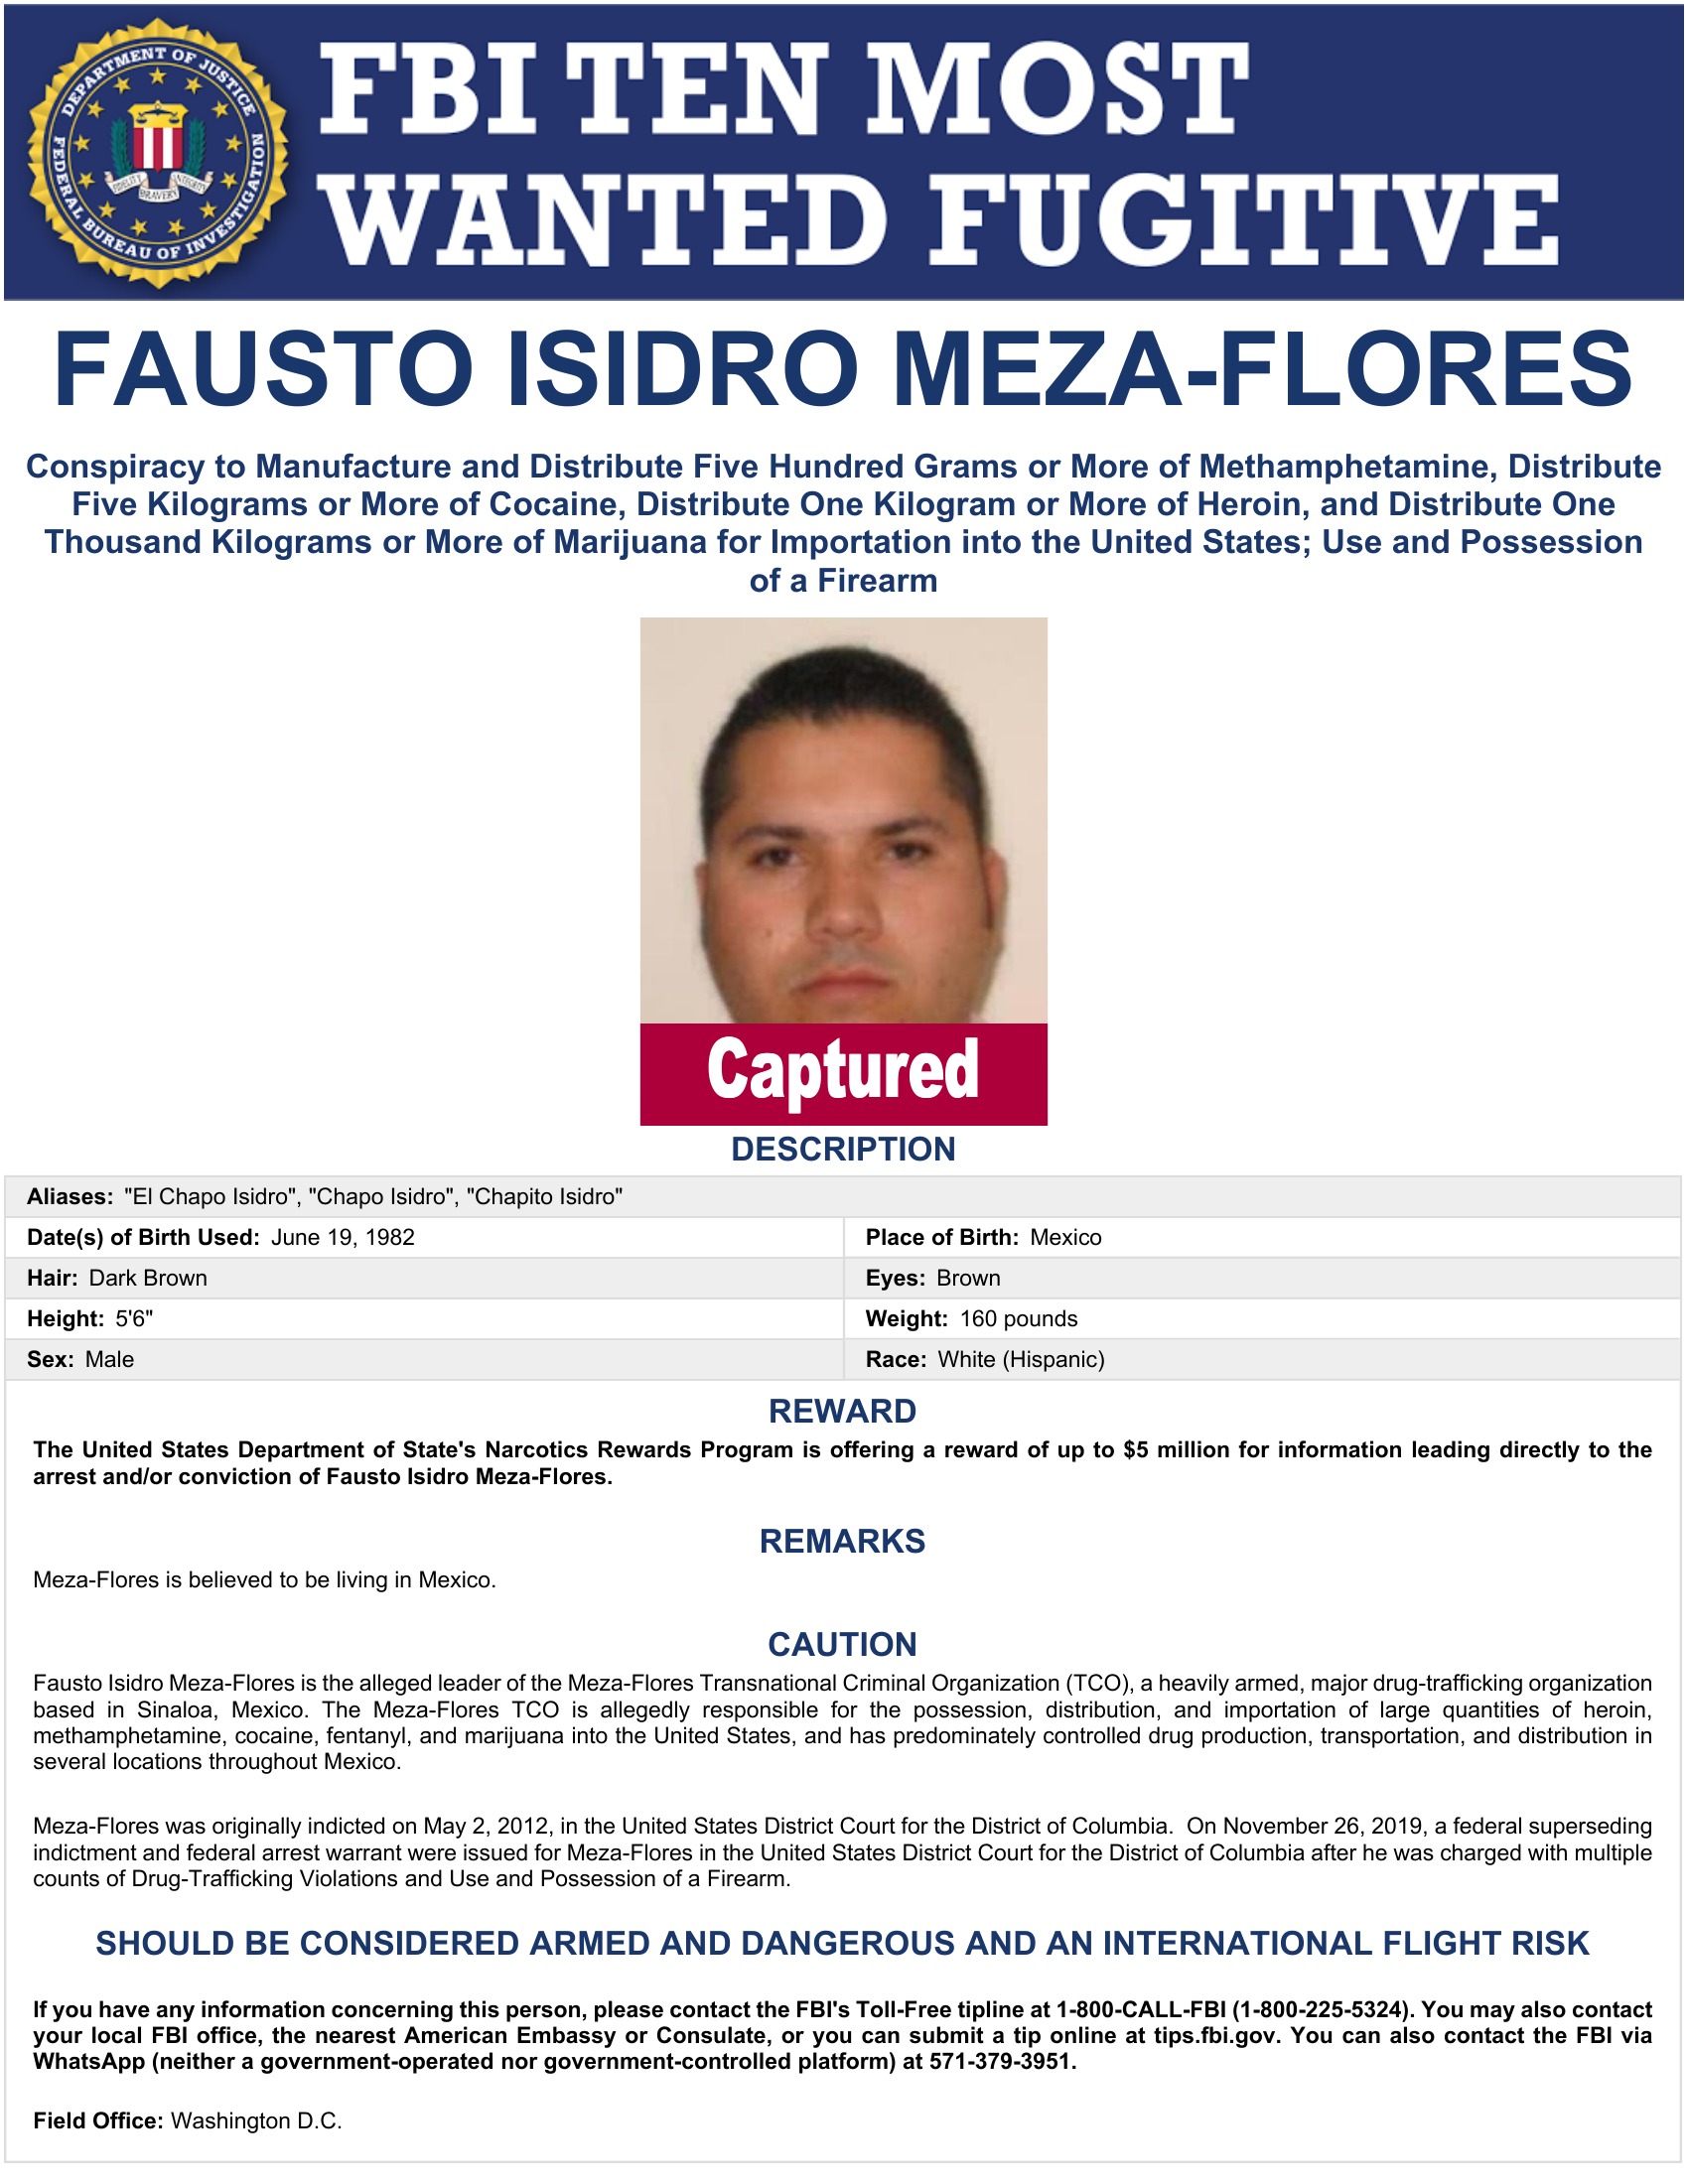 DEPARTMENT OF JUSTICE
FEDERAL BUREAU OF INVESTIGATION
FIDELITY BRAVERY INTEGRITY
FBI TEN MOST
WANTED FUGITIVE
FAUSTO ISIDRO MEZA-FLORES
Conspiracy to Manufacture and Distribute Five Hundred Grams or More of Methamphetamine, Distribute
Five Kilograms or More of Cocaine, Distribute One Kilogram or More of Heroin, and Distribute One
Thousand Kilograms or More of Marijuana for Importation into the United States; Use and Possession
of a Firearm
Captured
DESCRIPTION
Aliases: "El Chapo Isidro", "Chapo Isidro", "Chapito Isidro"
Date(s) of Birth Used: June 19, 1982
Place of Birth: Mexico
Hair: Dark Brown
Eyes: Brown
Height: 5'6"
Weight: 160 pounds
Sex: Male
Race: White (Hispanic)
REWARD
The United States Department of State's Narcotics Rewards Program is offering a reward of up to $5 million for information leading directly to the
arrest and/or conviction of Fausto Isidro Meza-Flores.
REMARKS
Meza-Flores is believed to be living in Mexico.
CAUTION
Fausto Isidro Meza-Flores is the alleged leader of the Meza-Flores Transnational Criminal Organization (TCO), a heavily armed, major drug-trafficking organization
based in Sinaloa, Mexico. The Meza-Flores TCO is allegedly responsible for the possession, distribution, and importation of large quantities of heroin,
methamphetamine, cocaine, fentanyl, and marijuana into the United States, and has predominately controlled drug production, transportation, and distribution in
several locations throughout Mexico.
Meza-Flores was originally indicted on May 2, 2012, in the United States District Court for the District of Columbia. On November 26, 2019, a federal superseding
indictment and federal arrest warrant were issued for Meza-Flores in the United States District Court for the District of Columbia after he was charged with multiple
counts of Drug-Trafficking Violations and Use and Possession of a Firearm.
SHOULD BE CONSIDERED ARMED AND DANGEROUS AND AN INTERNATIONAL FLIGHT RISK
If you have any information concerning this person, please contact the FBI's Toll-Free tipline at 1-800-CALL-FBI (1-800-225-5324). You may also contact
your local FBI office, the nearest American Embassy or Consulate, or you can submit a tip online at tips.fbi.gov. You can also contact the FBI via
WhatsApp (neither a government-operated nor government-controlled platform) at 571-379-3951.
Field Office: Washington D.C.